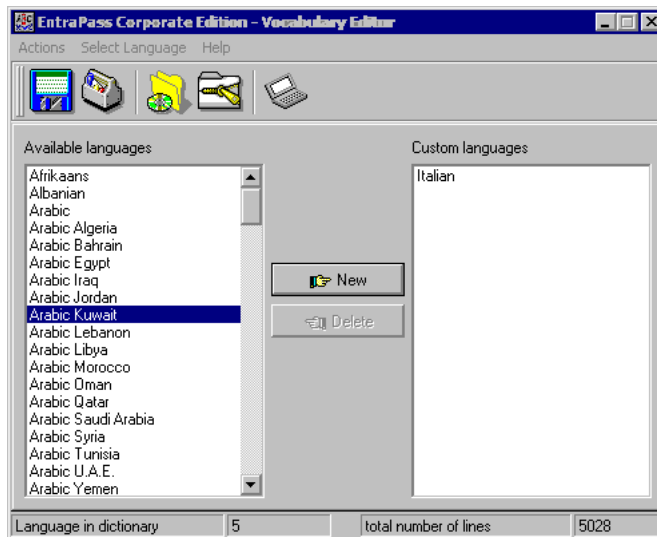 EntraPass Corporate Edition - Vocabulary Editor
Actions Select Language Help
Available languages
Afrikaans
Albanian
Arabic
Arabic Algeria
Arabic Bahrain
Arabic Egypt
Arabic Iraq
Arabic Jordan
Arabic Kuwait
Arabic Lebanon
Arabic Libya
Arabic Morocco
Arabic Oman
Arabic Qatar
Arabic Saudi Arabia
Arabic Syria
Arabic Tunisia
Arabic U.A.E.
Arabic Yemen
New
Delete
Custom languages
Italian
Language in dictionary 5 total number of lines 5028